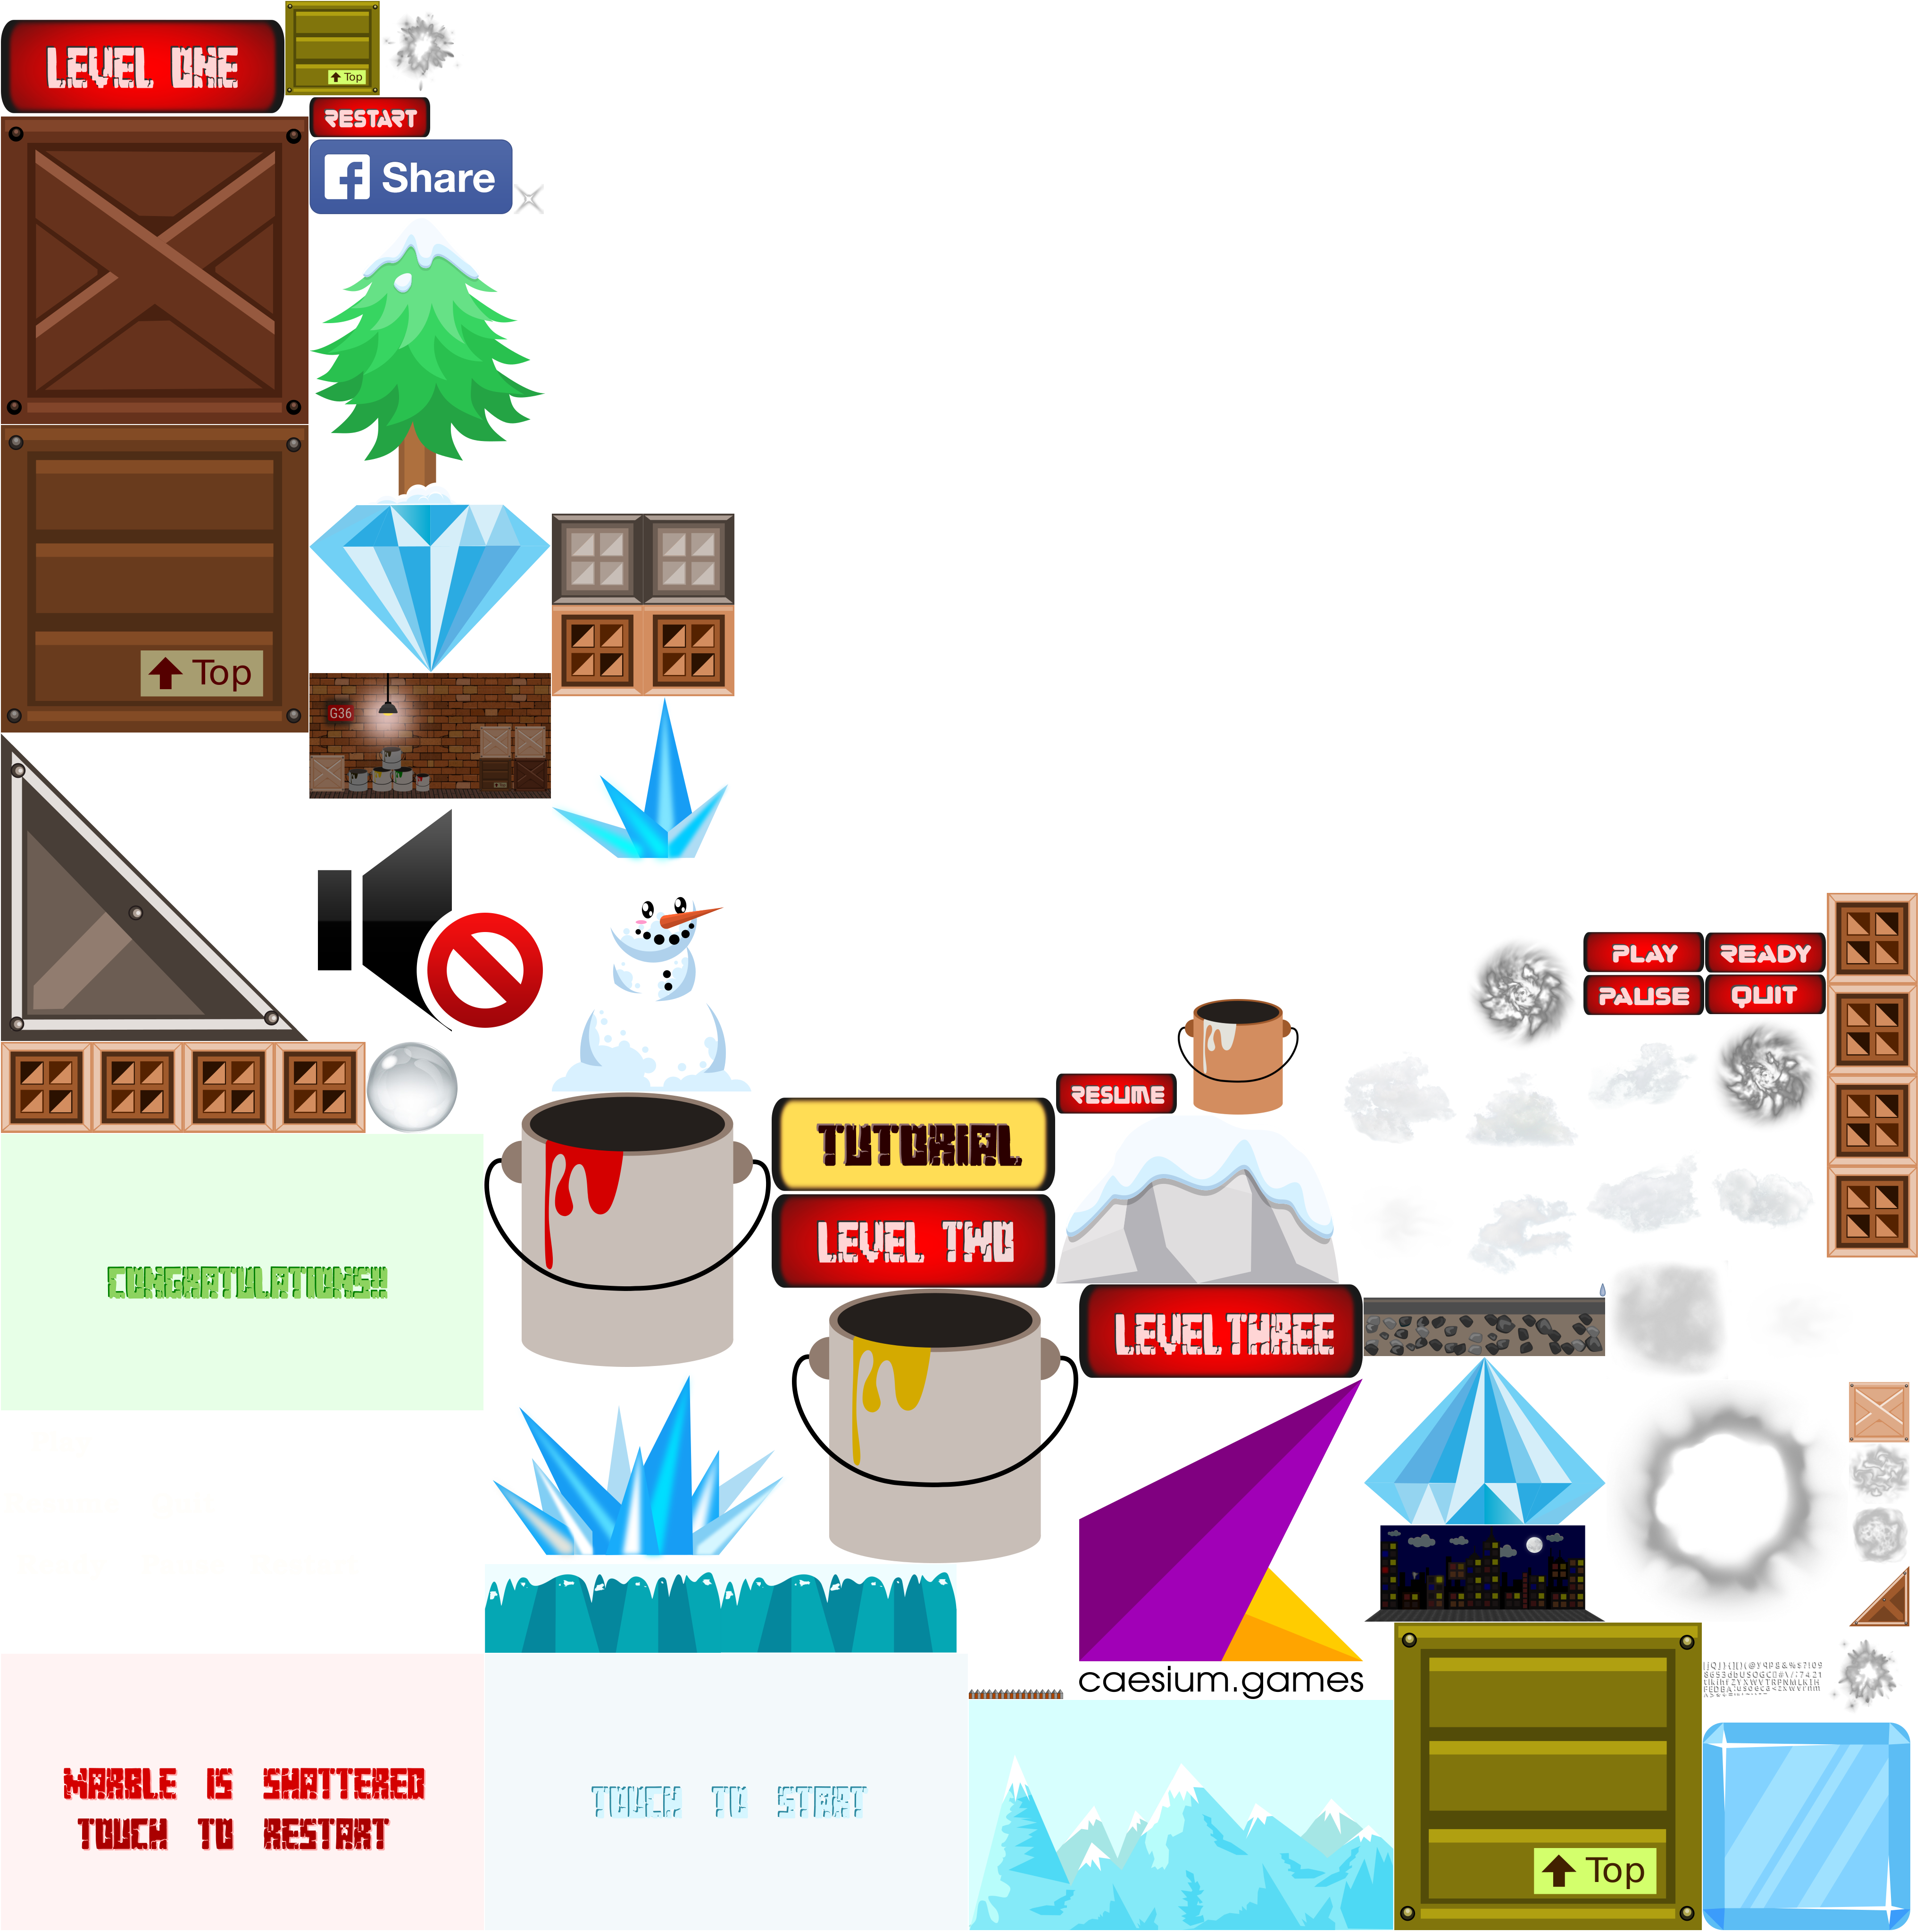 LEVEL ONE
Top
RESTART
Share
Top
G36
PLAY
READY
PAUSE
QUIT
RESUME
TUTORIAL
LEVEL TWO
CONGRATULATIONS!!
LEVEL THREE
caesium.games
MARBLE IS SHATTERED
TOUCH TO RESTART
TOUCH TO START
Top